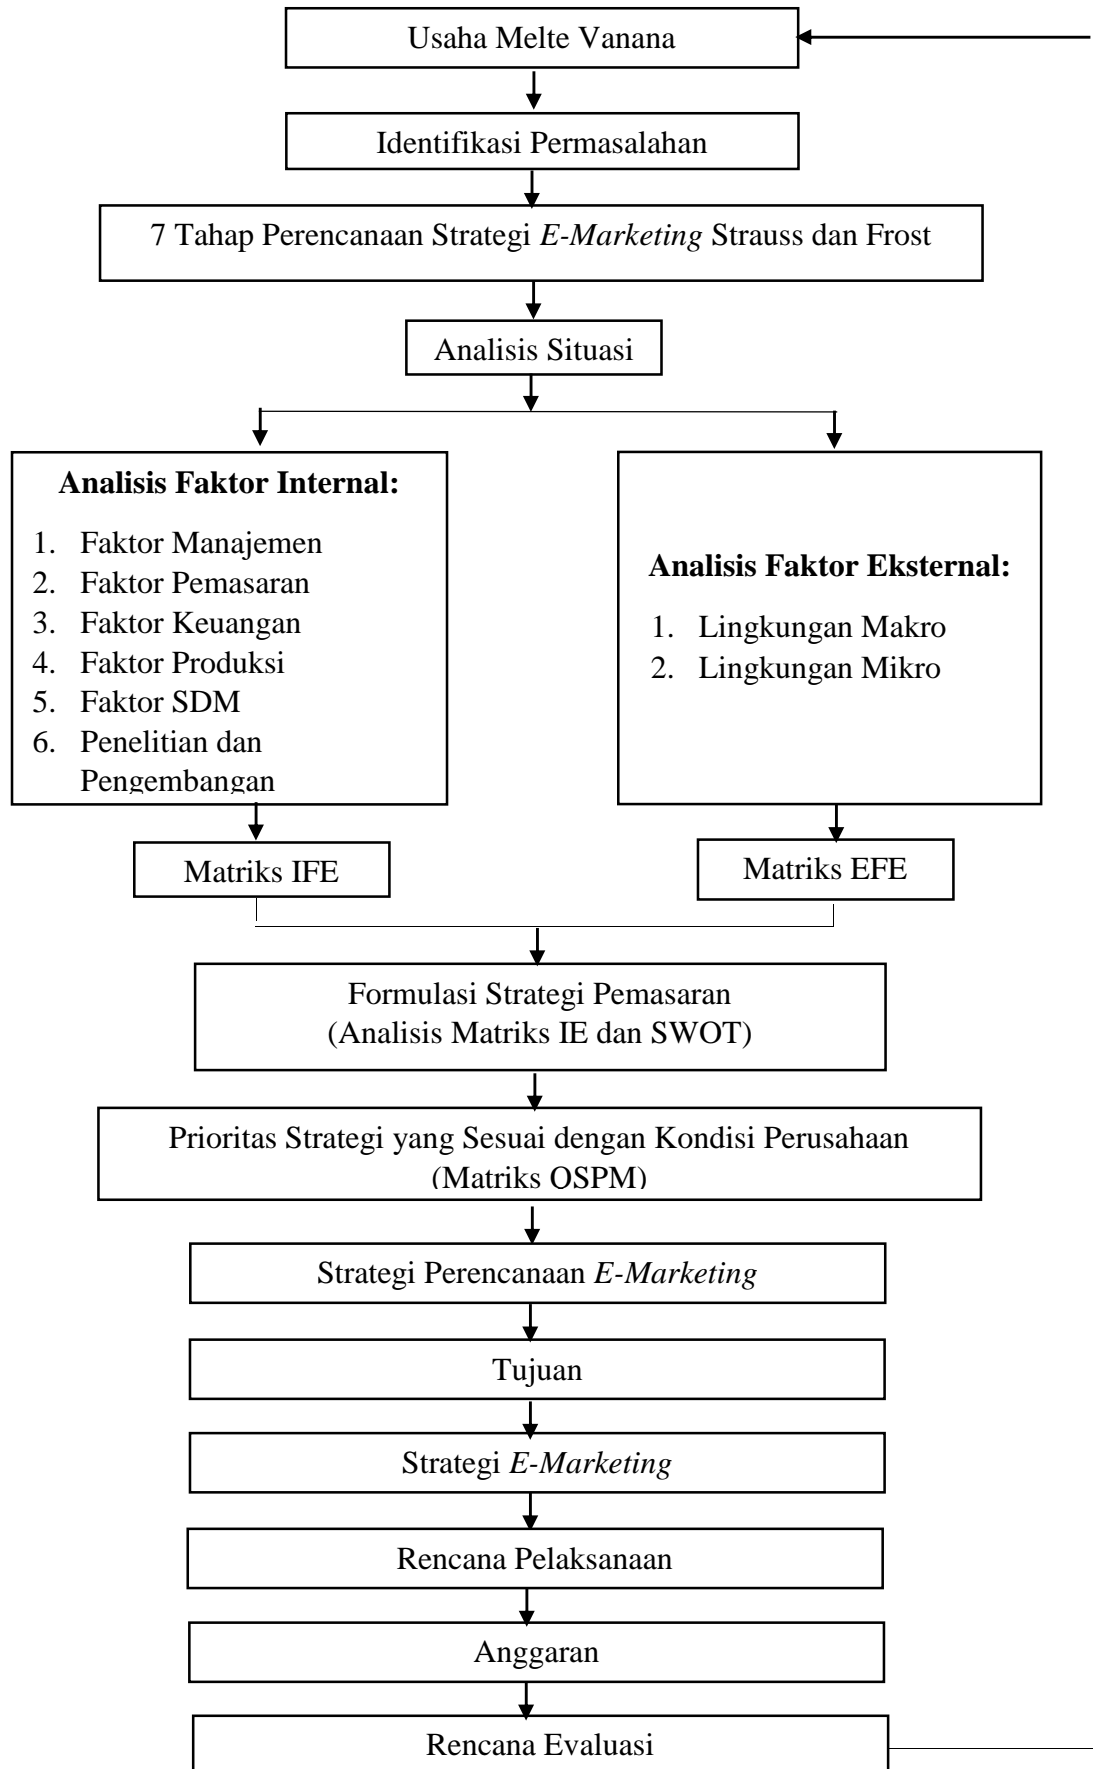 Usaha Melte Vanana
Identifikasi Permasalahan
7 Tahap Perencanaan Strategi E-Marketing Strauss dan Frost
Analisis Situasi
Analisis Faktor Internal:
1. Faktor Manajemen
2. Faktor Pemasaran
3. Faktor Keuangan
4. Faktor Produksi
5. Faktor SDM
6. Penelitian dan
Pengembangan
Analisis Faktor Eksternal:
1. Lingkungan Makro
2. Lingkungan Mikro
Matriks IFE
Matriks EFE
Formulasi Strategi Pemasaran
(Analisis Matriks IE dan SWOT)
Prioritas Strategi yang Sesuai dengan Kondisi Perusahaan
(Matriks QSPM)
Strategi Perencanaan E-Marketing
Tujuan
Strategi E-Marketing
Rencana Pelaksanaan
Anggaran
Rencana Evaluasi